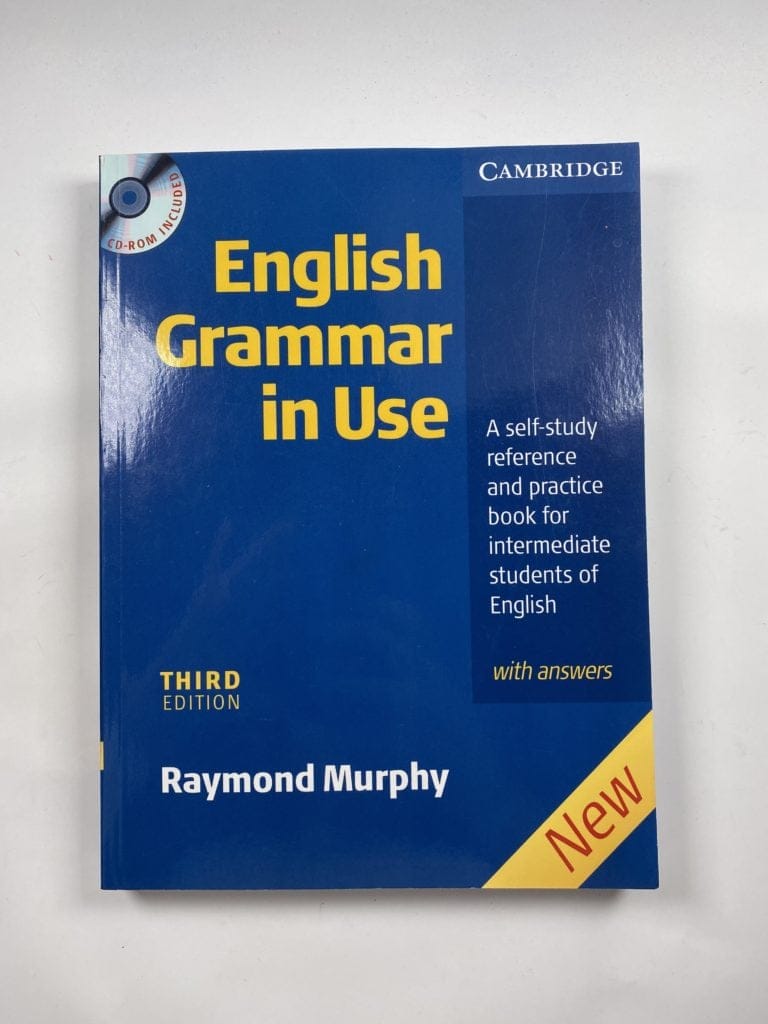 CD-ROM INCLUDED
CAMBRIDGE
English
Grammar
in Use
A self-study
reference
and practice
book for
intermediate
students of
English
with answers
THIRD
EDITION
Raymond Murphy
New